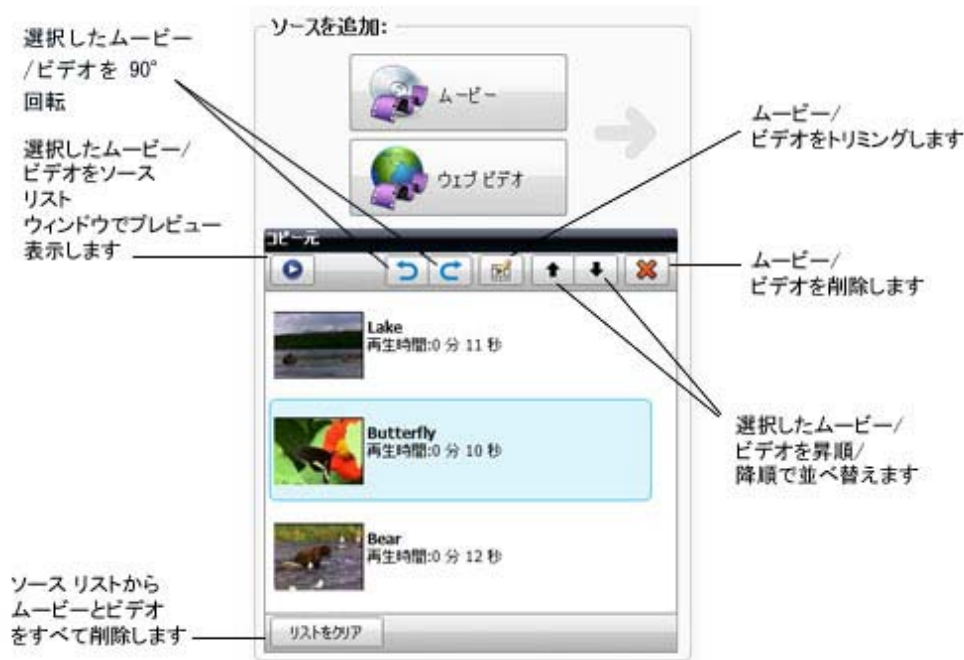 選択したムービー
/ビデオを 90°
回転
選択したムービー/
ビデオをソース
リスト
ウィンドウでプレビュー
表示します
ソースを追加:
ムービー
ウェブ ビデオ
ムービー/
ビデオをトリミングします
コピー元
ムービー/
ビデオを削除します
Lake
再生時間:0 分 11 秒
Butterfly
再生時間:0 分 10 秒
選択したムービー/
ビデオを昇順/
降順で並べ替えます
Bear
再生時間:0 分 12 秒
ソース リストから
ムービーとビデオ
をすべて削除します
リストをクリア